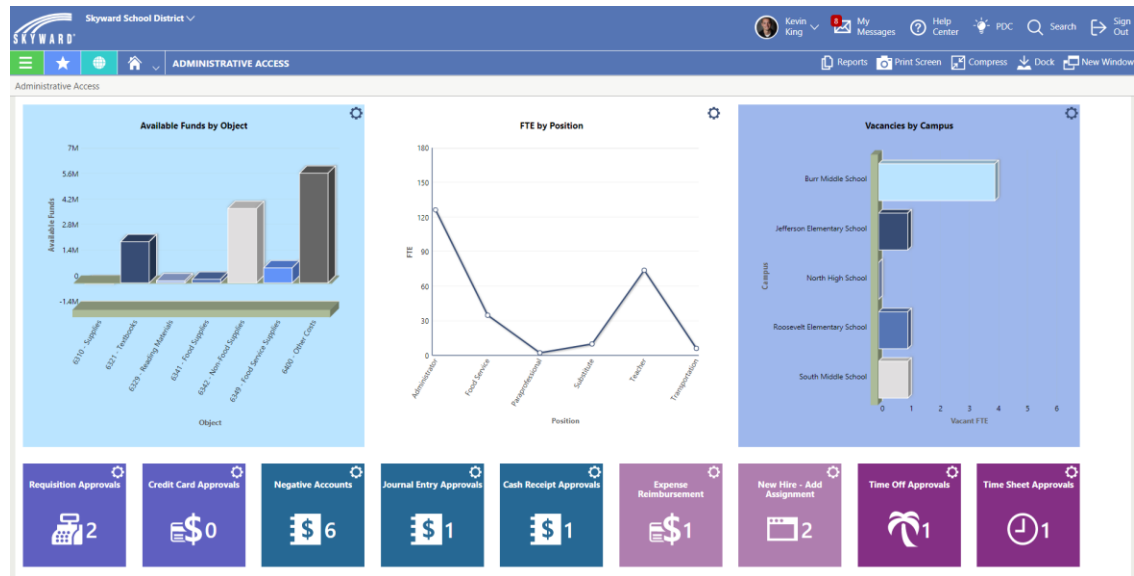 SKYWARD
Skyward School District
Kevin
King
8
My
Messages
Help
Center
PDC
Search
Sign
Out
ADMINISTRATIVE ACCESS
Reports
Print Screen
Compress
Dock
New Window
Administrative Access
Available Funds by Object
7M
5.6M
4.2M
2.8M
1.4M
0
-1.4M
Available Funds
6310 - Supplies
6321 - Textbooks
6329 - Reading Materials
6341 - Food Supplies
6342 - Non-Food Supplies
6349 - Food Service Supplies
6400 - Other Costs
Object
FTE by Position
180
150
120
90
60
30
0
FTE
Administrator
Food Service
Paraprofessional
Substitute
Teacher
Transportation
Position
Vacancies by Campus
Campus
Burr Middle School
Jefferson Elementary School
North High School
Roosevelt Elementary School
South Middle School
0 1 2 3 4 5 6
Vacant FTE
Requisition Approvals
2
Credit Card Approvals
$0
Negative Accounts
$ 6
Journal Entry Approvals
$ 1
Cash Receipt Approvals
$ 1
Expense
Reimbursement
$1
New Hire - Add
Assignment
2
Time Off Approvals
1
Time Sheet Approvals
1